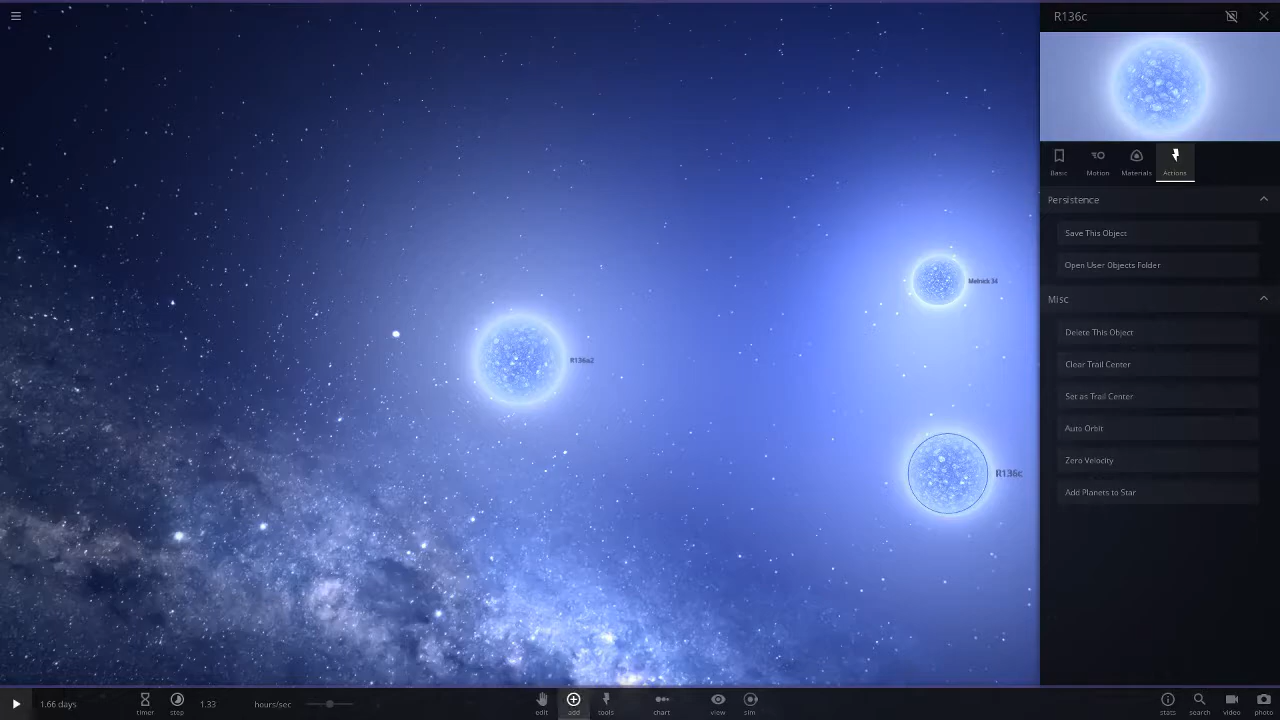 R136c
Basic
Motion
Materials
Actions
Persistence
Save This Object
Open User Objects Folder
Misc
Delete This Object
Clear Trail Center
Set as Trail Center
Auto Orbit
Zero Velocity
Add Planets to Star
Melnick 34
R136a2
R136c
1.66 days
timer
step
1.33
hours/sec
edit
add
tools
chart
view
sim
stats
search
video
photo